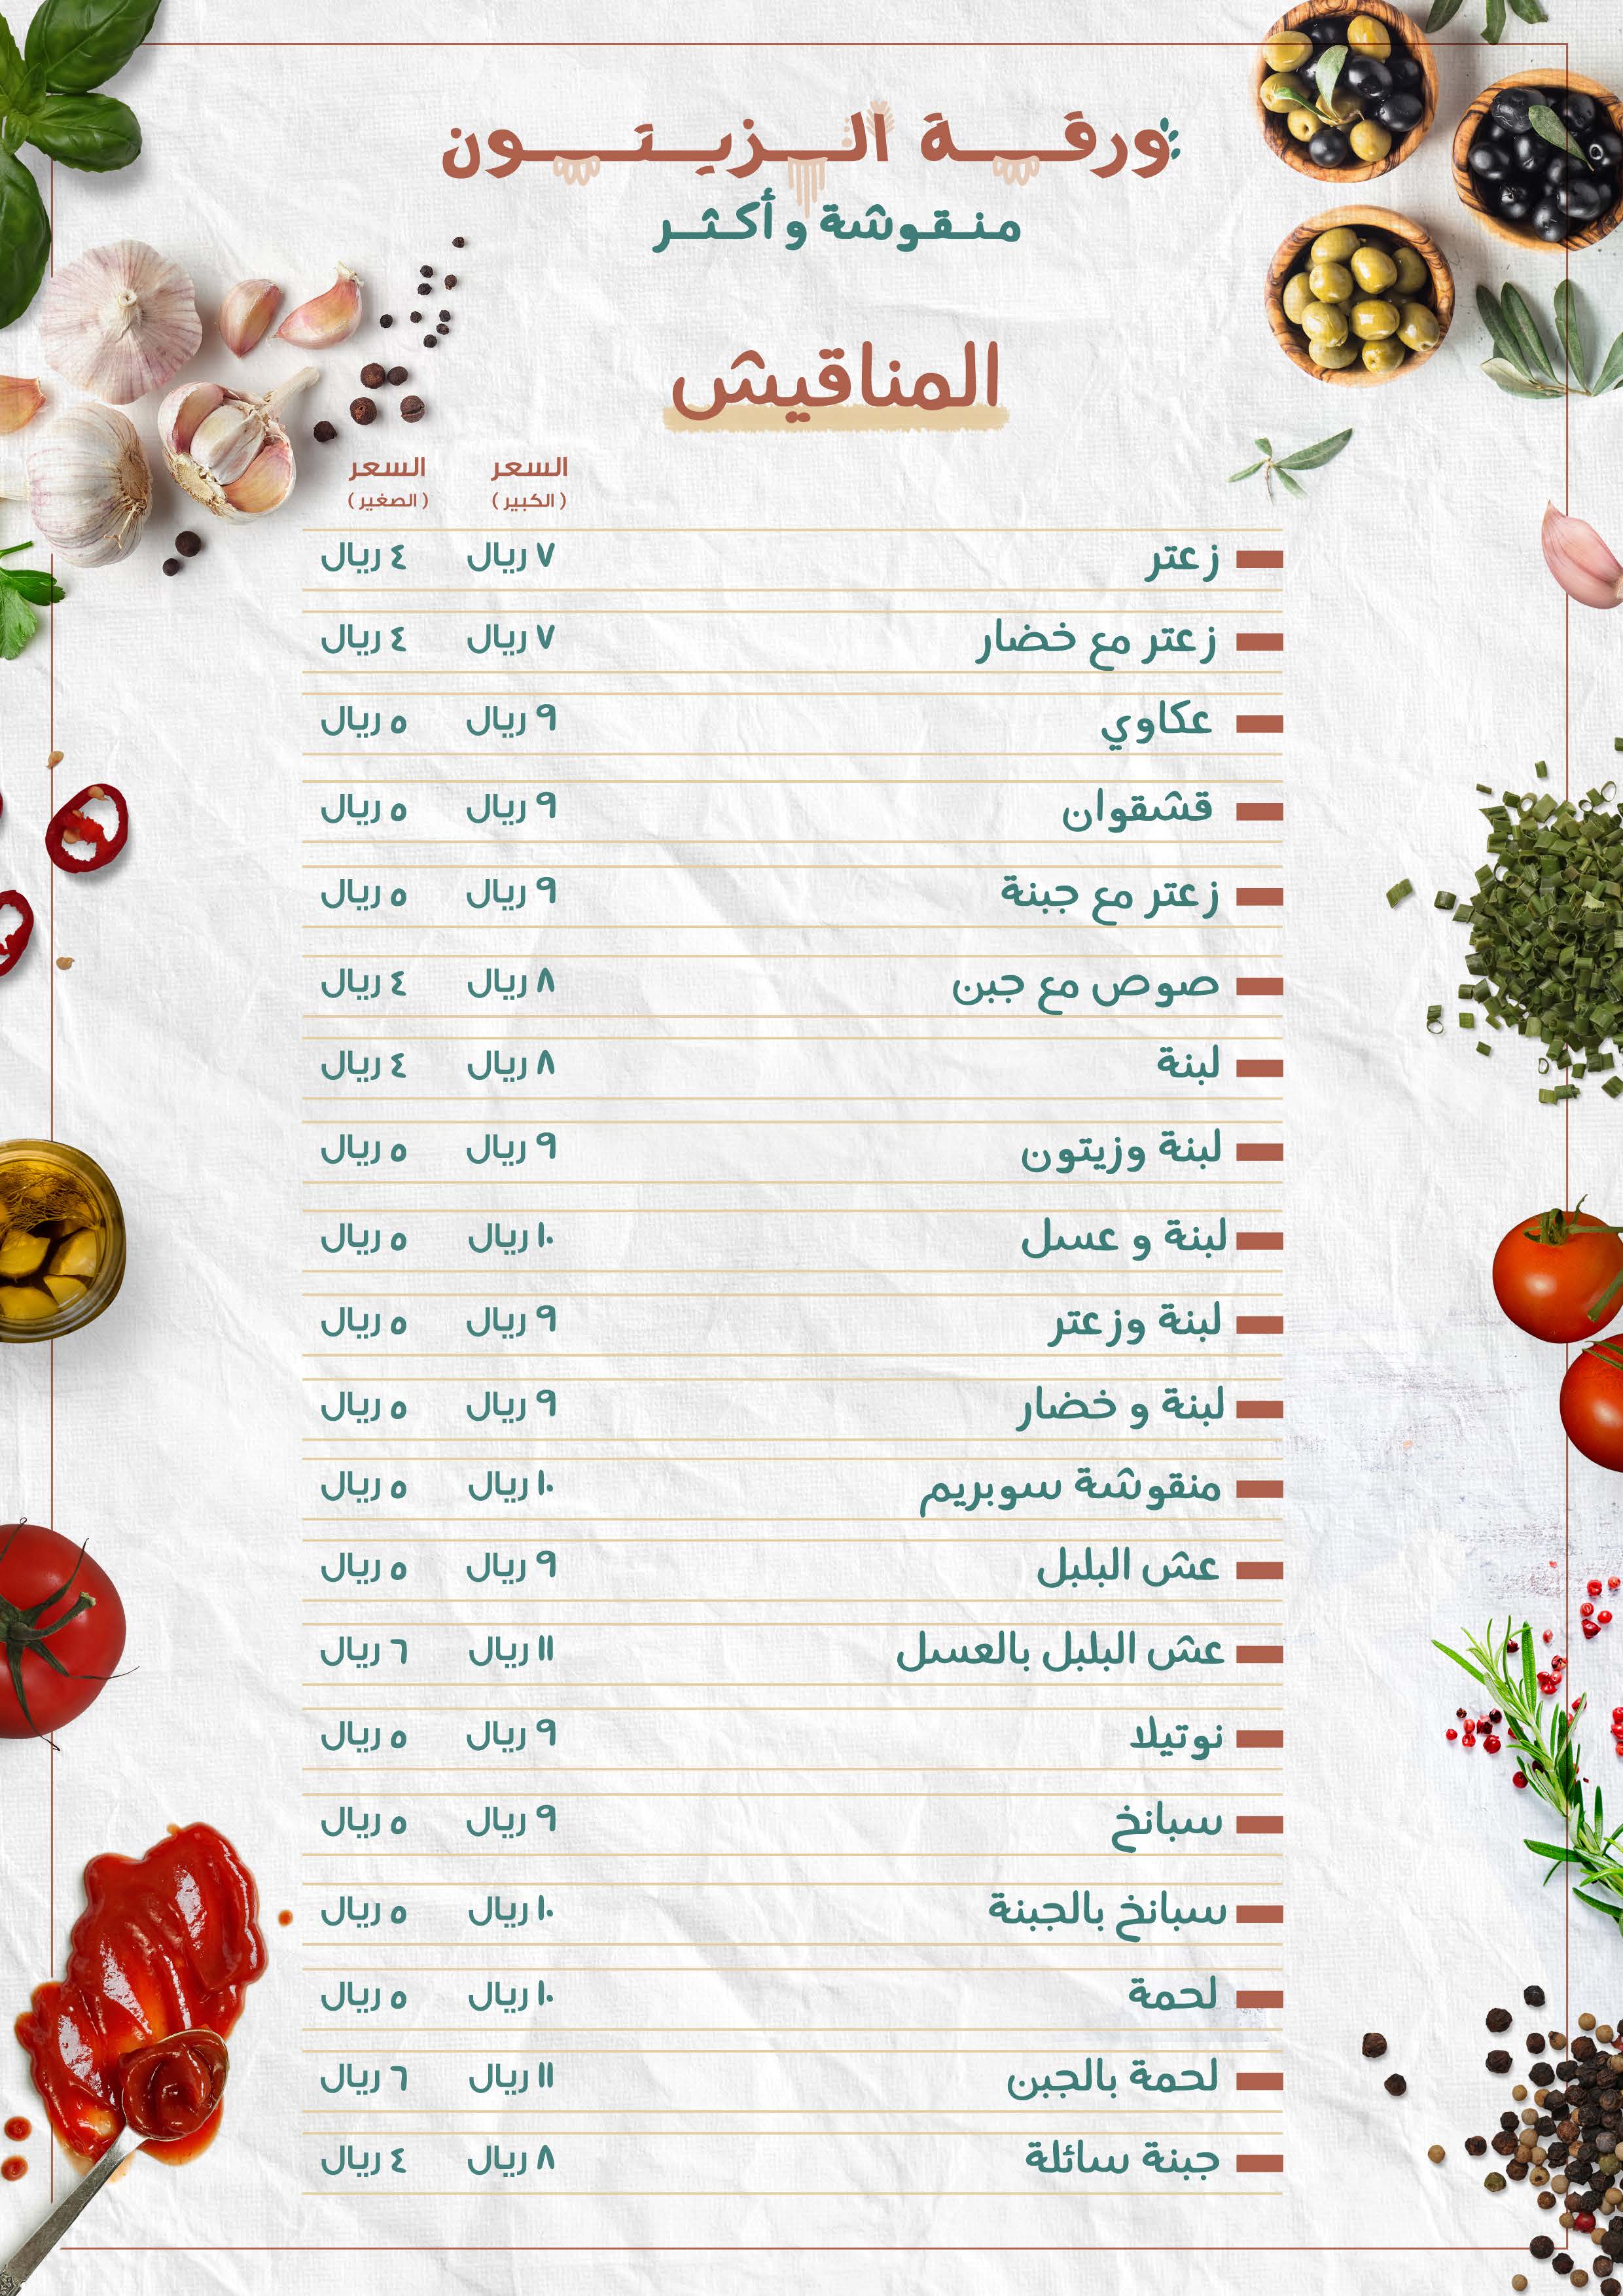 ورقة الزيتون
منقوشة و أكثر
المناقيش
السعر السعر
(الكبير) (الصغير)
زعتر ٧ ريال ٤ ريال
زعتر مع خضار ٧ ريال ٤ ريال
عكاوي ٩ ريال ٥ ريال
قشقوان ٩ ريال ٥ ريال
زعتر مع جبنة ٩ ريال ٥ ريال
صوص مع جبن ٨ ريال ٤ ريال
لبنة ٨ ريال ٤ ريال
لبنة وزيتون ٩ ريال ٥ ريال
لبنة و عسل ١٠ ريال ٥ ريال
لبنة وزعتر ٩ ريال ٥ ريال
لبنة و خضار ٩ ريال ٥ ريال
منقوشة سوبريم ١٠ ريال ٥ ريال
عش البلبل ٩ ريال ٥ ريال
عش البلبل بالعسل ١١ ريال ٦ ريال
نوتيلا ٩ ريال ٥ ريال
سبانخ ٩ ريال ٥ ريال
سبانخ بالجبنة ١٠ ريال ٥ ريال
لحمة ١٠ ريال ٥ ريال
لحمة بالجبن ١١ ريال ٦ ريال
جبنة سائلة ٨ ريال ٤ ريال